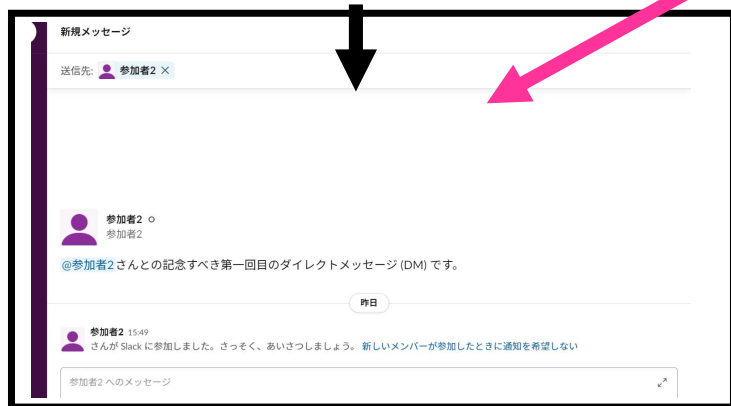 新規メッセージ
送信先: 参加者2 ×
参加者2
参加者2
@参加者2さんとの記念すべき第一回目のダイレクトメッセージ (DM) です。
昨日
参加者2 15:49
さんが Slack に参加しました。さっそく、あいさつしましょう。 新しいメンバーが参加したときに通知を希望しない
参加者2 へのメッセージ